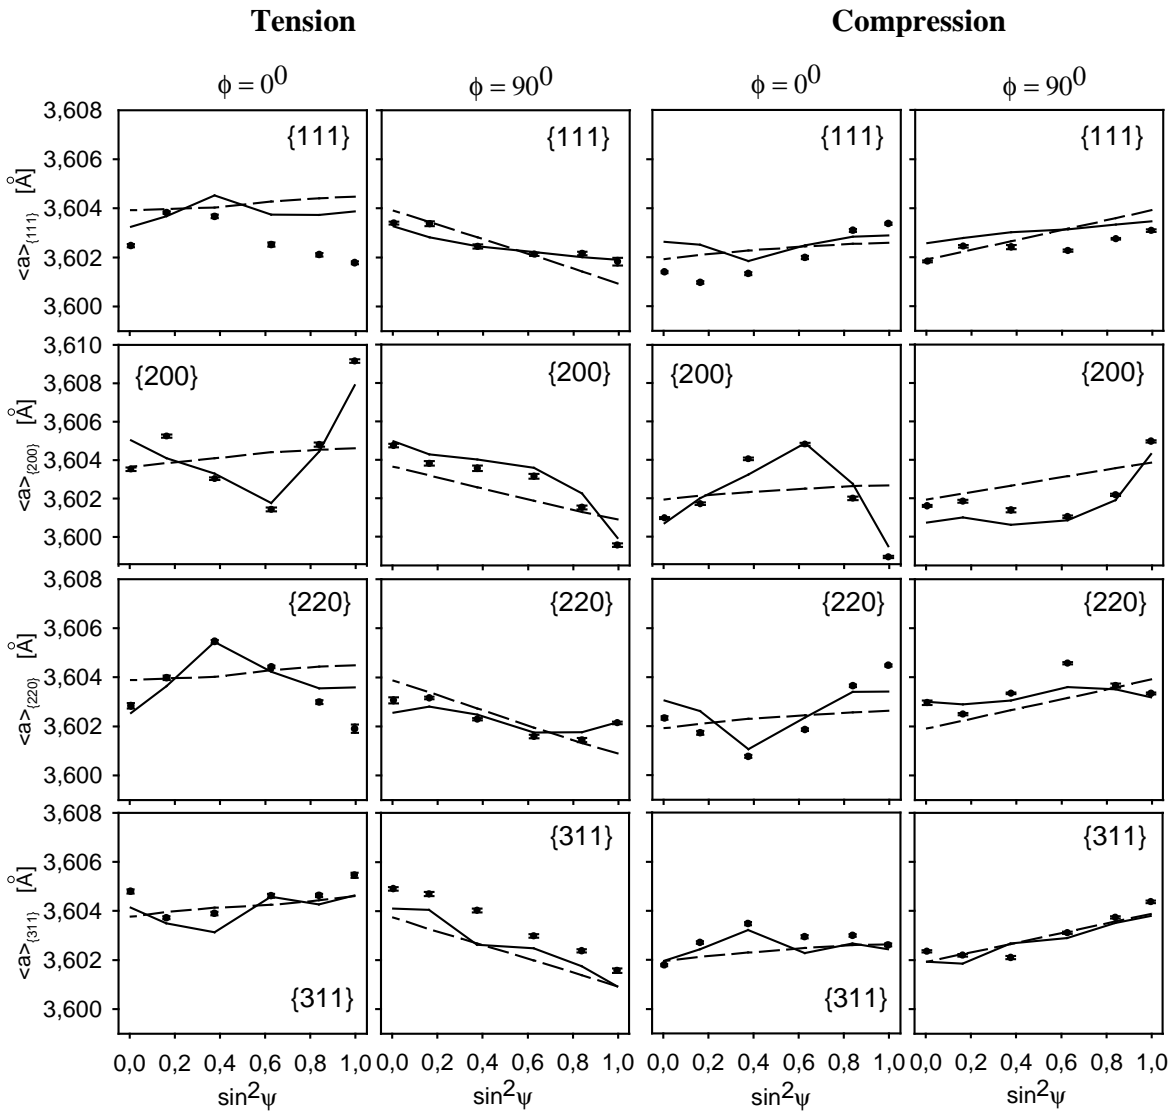 Tension Compression
ϕ = 0⁰ ϕ = 90⁰ ϕ = 0⁰ ϕ = 90⁰
3,608
3,606
3,604
3,602
3,600
<a>{111} [Å]
{111} {111} {111} {111}
3,610
3,608
3,606
3,604
3,602
3,600
<a>{200} [Å]
{200} {200} {200} {200}
3,608
3,606
3,604
3,602
3,600
<a>{220} [Å]
{220} {220} {220} {220}
3,608
3,606
3,604
3,602
3,600
<a>{311} [Å]
{311} {311} {311} {311}
0,0 0,2 0,4 0,6 0,8 1,0 0,0 0,2 0,4 0,6 0,8 1,0 0,0 0,2 0,4 0,6 0,8 1,0 0,0 0,2 0,4 0,6 0,8 1,0
sin²ψ sin²ψ sin²ψ sin²ψ